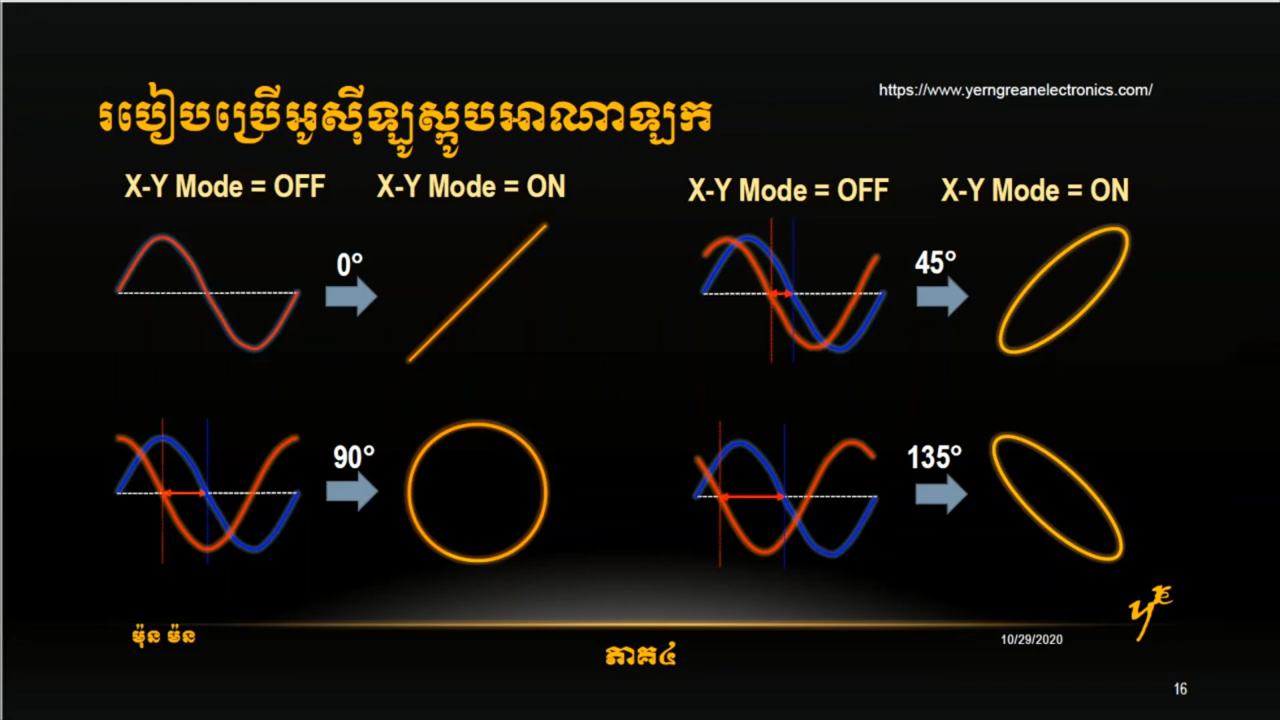 https://www.yerngreanelectronics.com/
របៀបប្រើអូស៊ីឡូស្កូបអាណាឡូក
X-Y Mode = OFF
X-Y Mode = ON
X-Y Mode = OFF
X-Y Mode = ON
0°
45°
90°
135°
ម៉ុន ម៉ន
ភាគ៤
10/29/2020
16